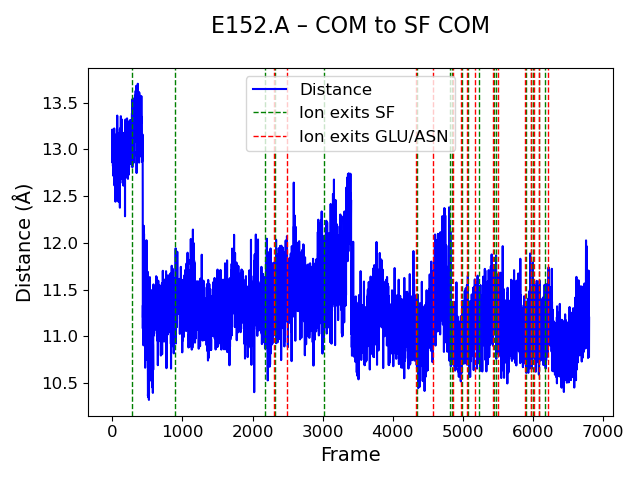 E152.A – COM to SF COM
Distance
Ion exits SF
Ion exits GLU/ASN
13.5
13.0
12.5
12.0
11.5
11.0
10.5
Distance (Å)
0 1000 2000 3000 4000 5000 6000 7000
Frame